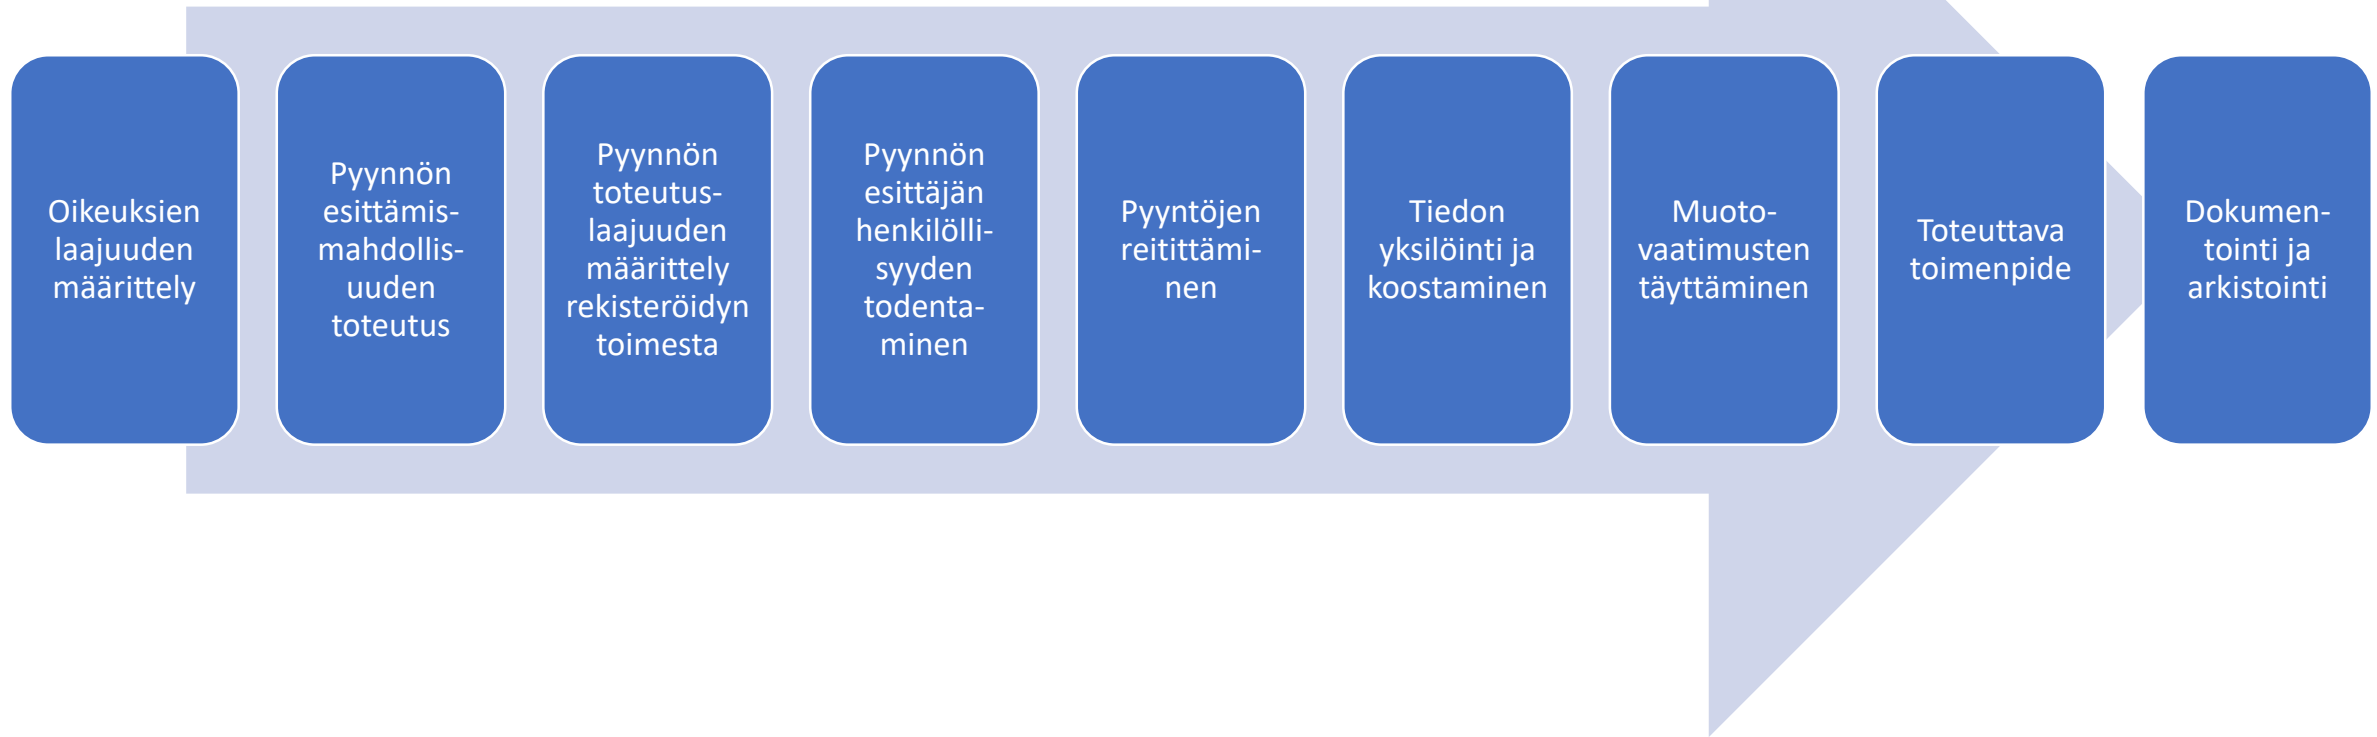 Oikeuksien
laajuuden
määrittely
Pyynnön
esittämis-
mahdollis-
uuden
toteutus
Pyynnön
toteutus-
laajuuden
määrittely
rekisteröidyn
toimesta
Pyynnön
esittäjän
henkilölli-
syyden
todenta-
minen
Pyyntöjen
reitittämi-
nen
Tiedon
yksilöinti ja
koostaminen
Muoto-
vaatimusten
täyttäminen
Toteuttava
toimenpide
Dokumen-
tointi ja
arkistointi